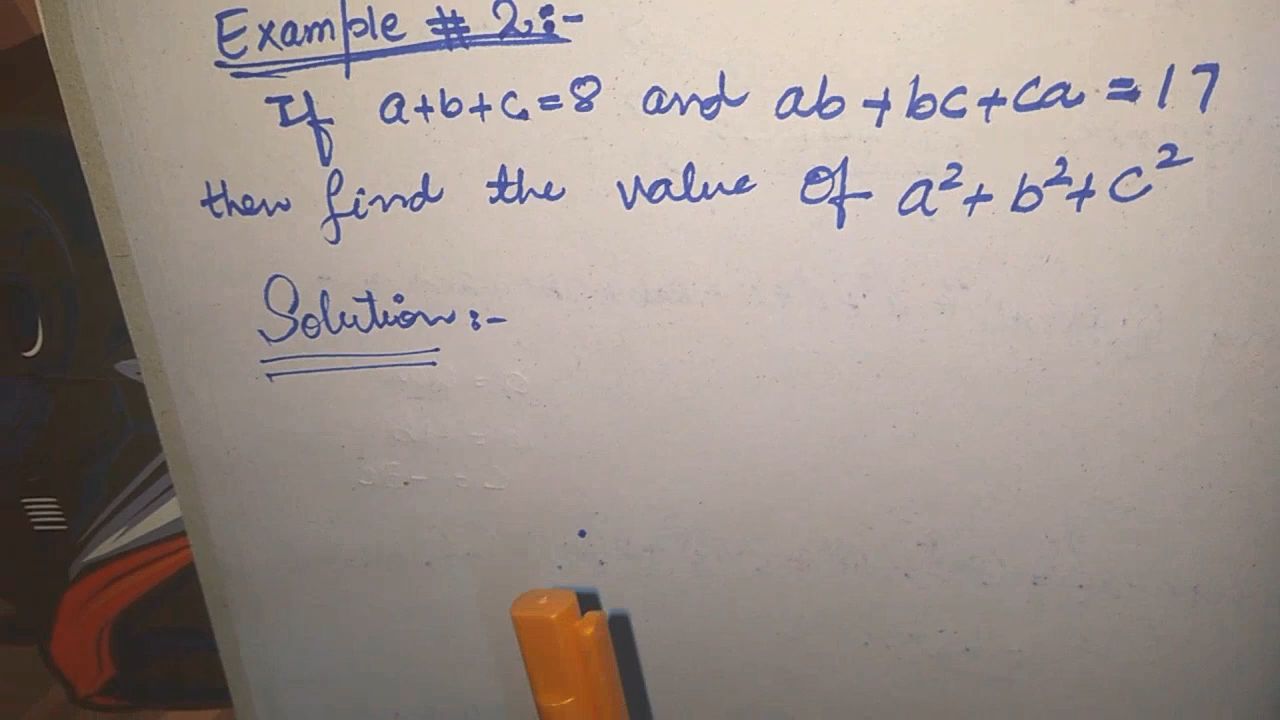 Example # 2:-
If a+b+c=8 and ab+bc+ca=17
then find the value of a²+b²+c²
Solution:-